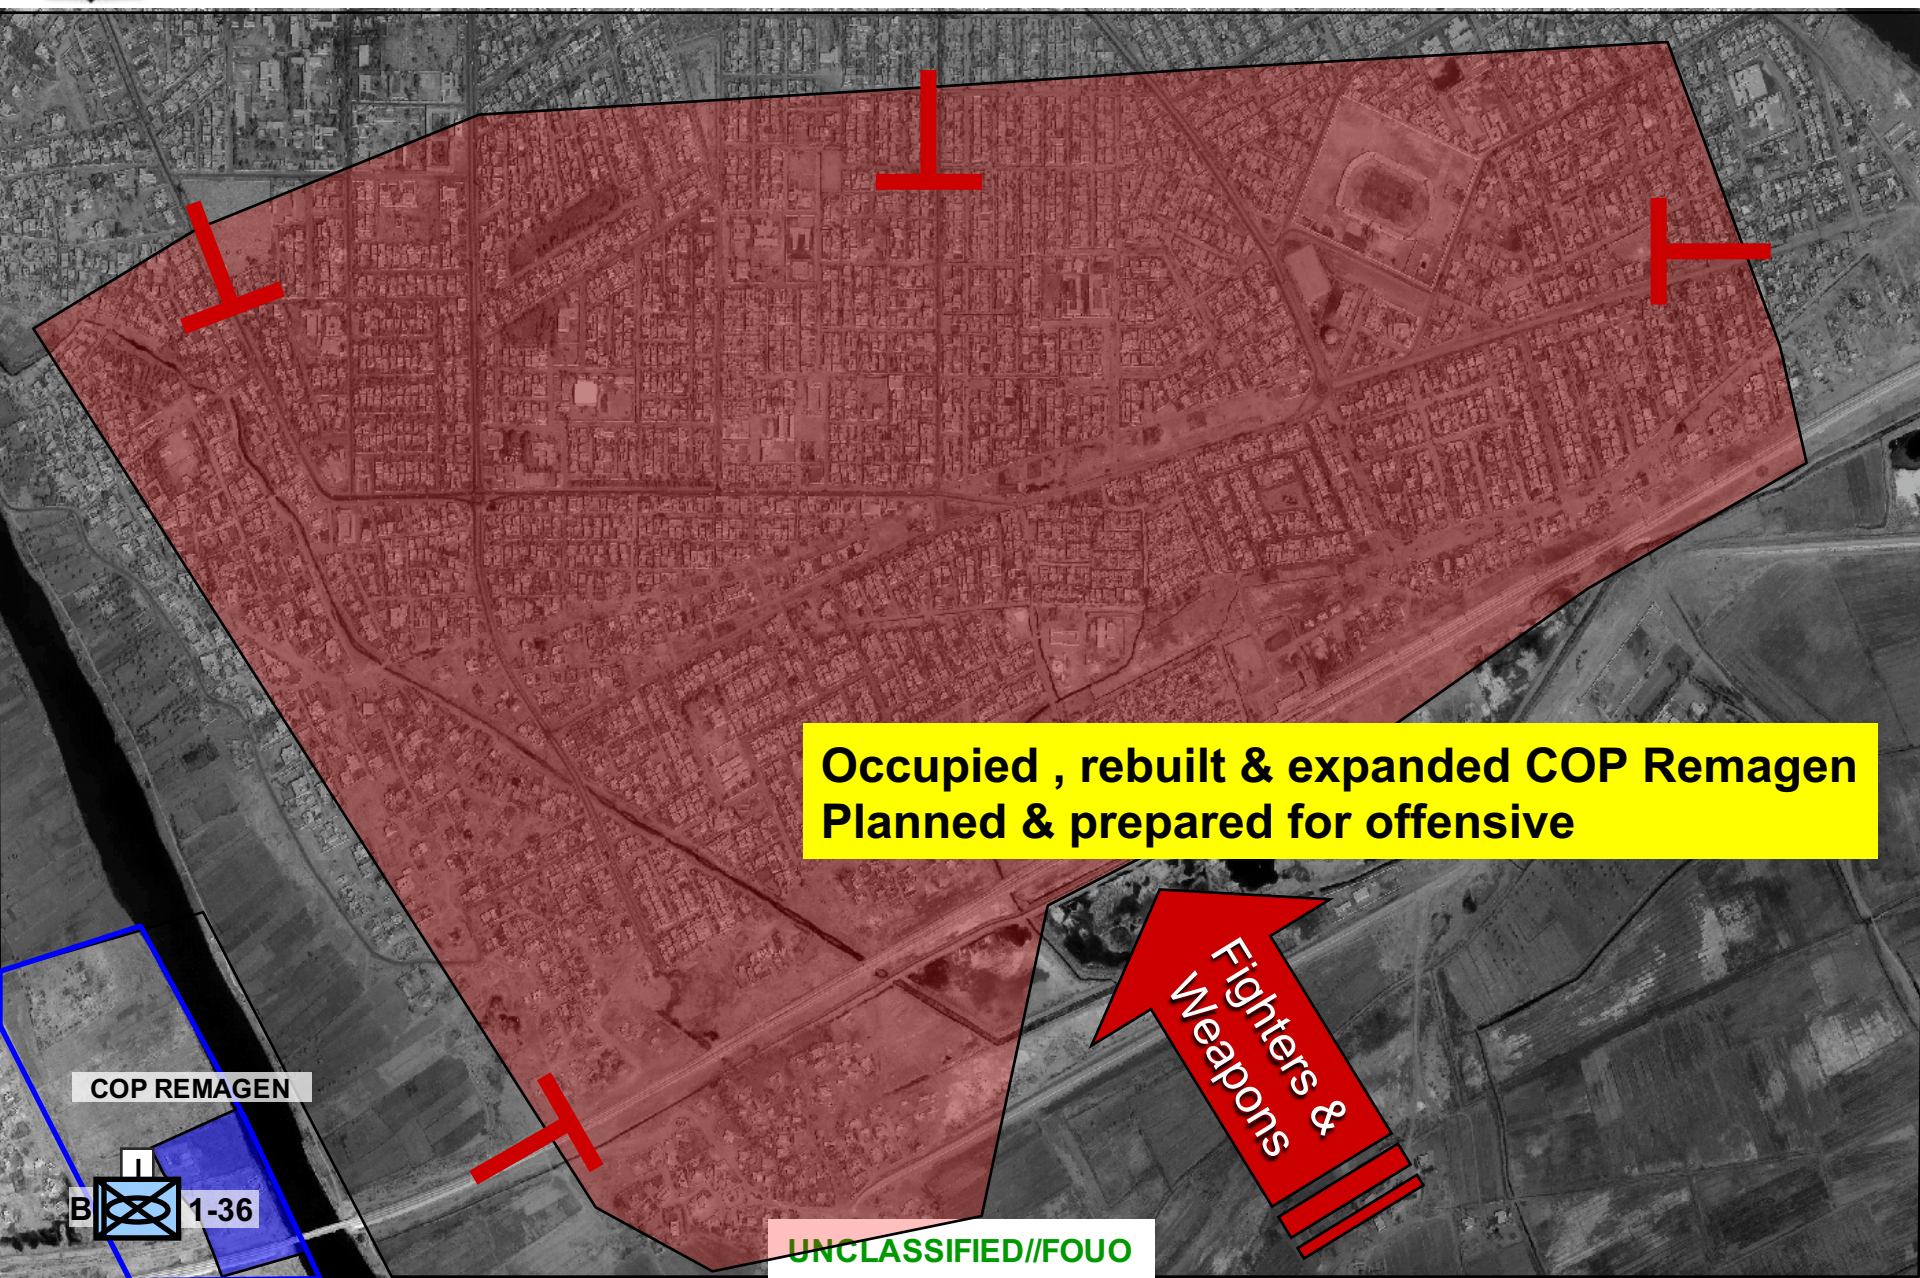 Occupied , rebuilt & expanded COP Remagen
Planned & prepared for offensive
Fighters &
Weapons
COP REMAGEN
I
B 1-36
UNCLASSIFIED//FOUO